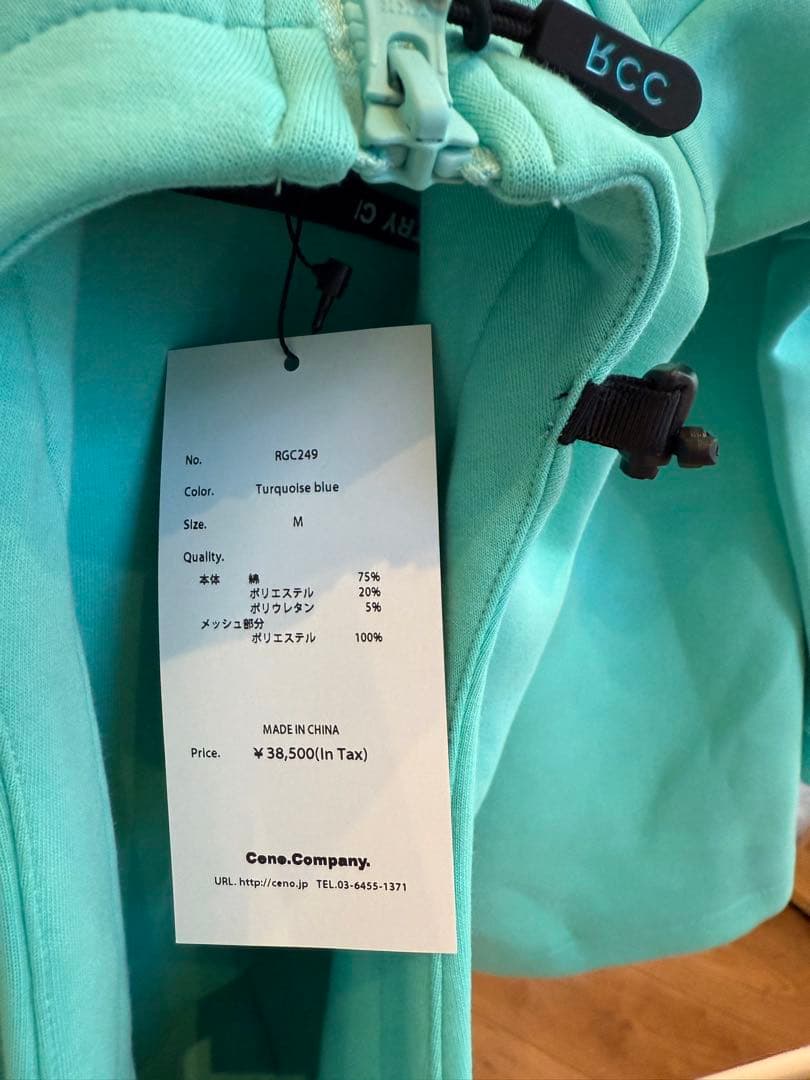 RCC
TRY C
No. RGC249
Color. Turquoise blue
Size. M
Quality.
本体 綿 75%
ポリエステル 20%
ポリウレタン 5%
メッシュ部分
ポリエステル 100%
MADE IN CHINA
Price. ¥38,500(In Tax)
Ceno.Company.
URL. http://ceno.jp TEL.03-6455-1371